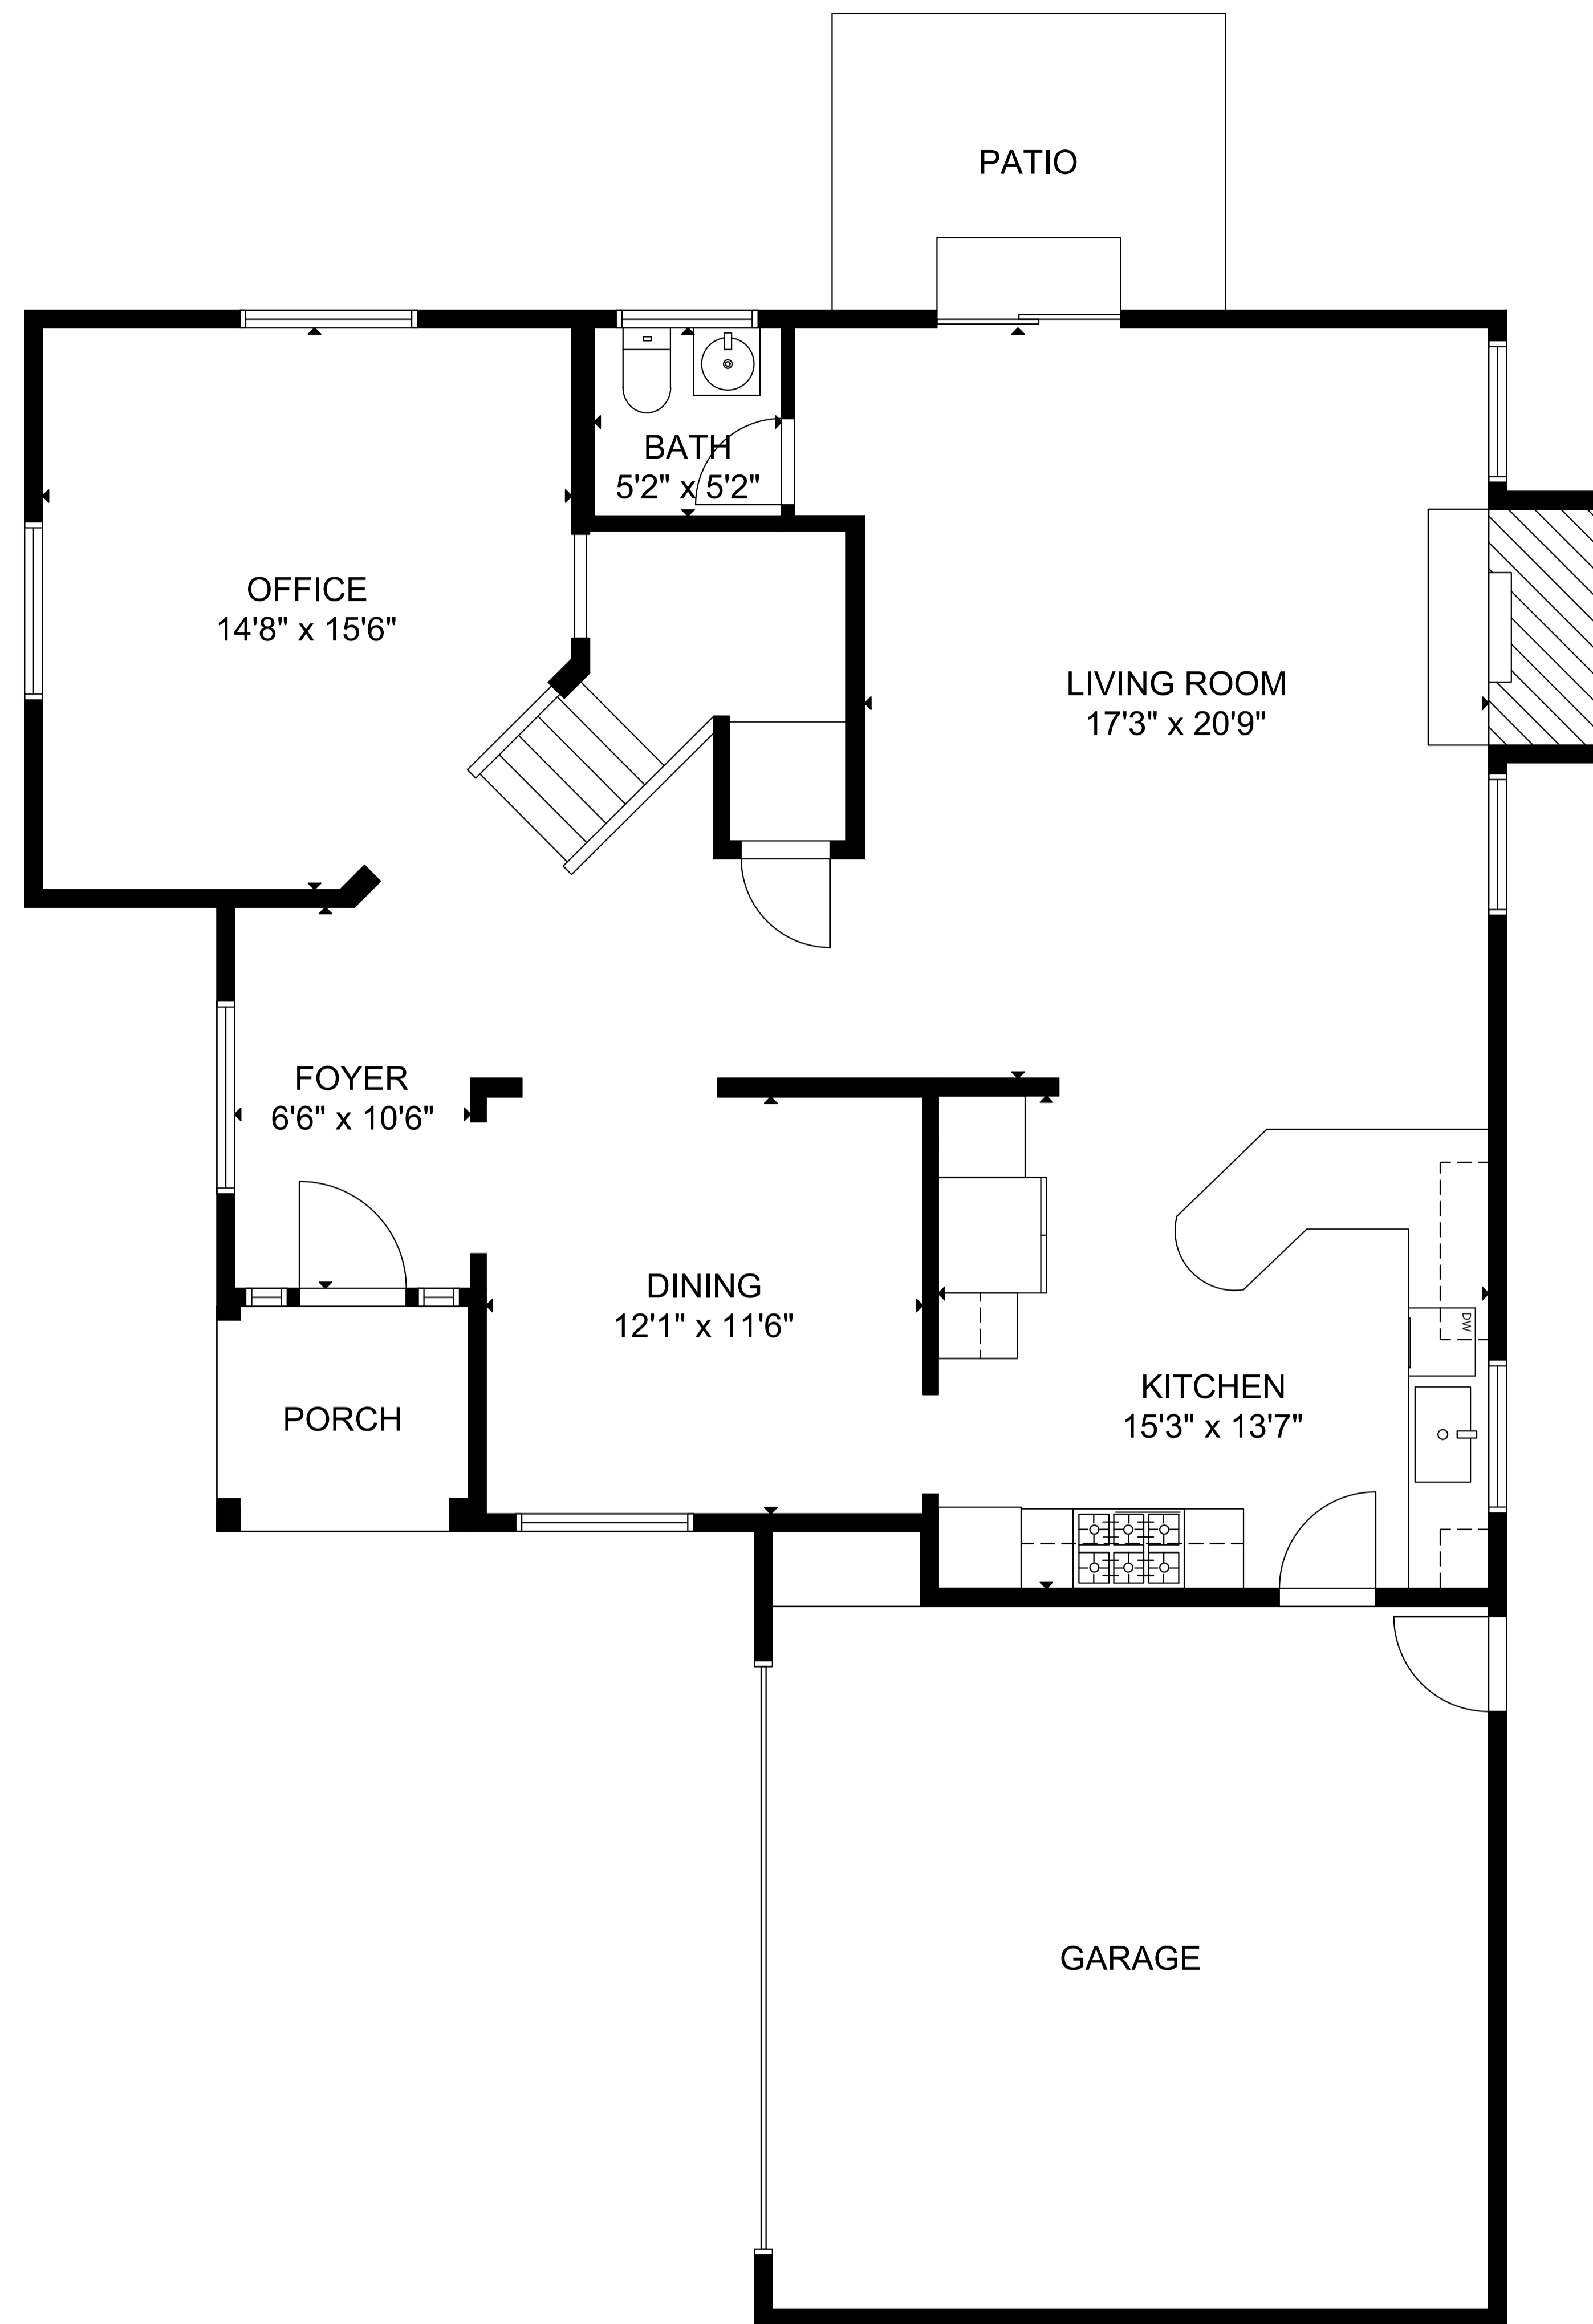 PATIO
BATH
5'2" x 5'2"
OFFICE
14'8" x 15'6"
LIVING ROOM
17'3" x 20'9"
FOYER
6'6" x 10'6"
DINING
12'1" x 11'6"
DW
KITCHEN
15'3" x 13'7"
PORCH
GARAGE